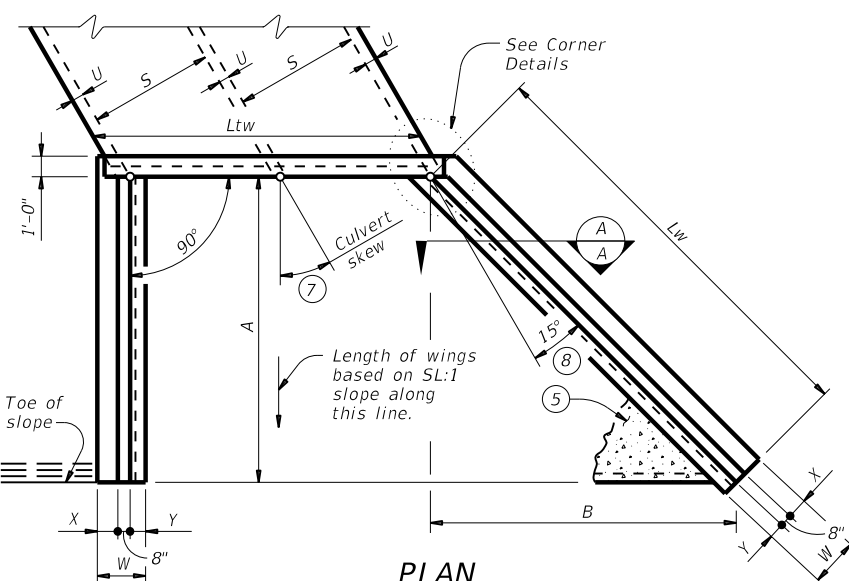 U
S
U
S
U
See Corner
Details
Ltw
1'-0"
90°
Culvert
skew
7
A
A
A
Lw
15°
8
Length of wings
based on SL:1
slope along
this line.
5
Toe of
slope
X
Y
8"
W
B
X
8"
Y
W
PLAN